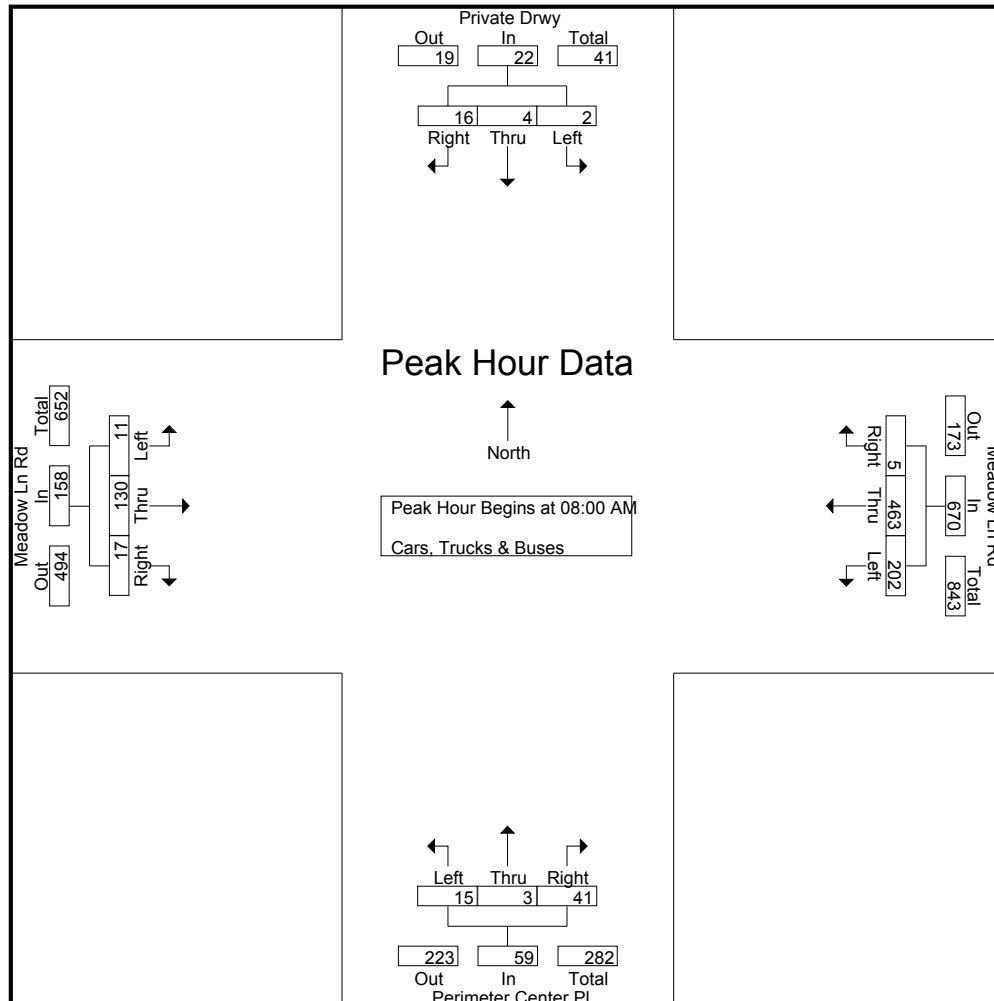 Private Drwy
Out In Total
19 22 41
16 4 2
Right Thru Left
Peak Hour Data
North
Peak Hour Begins at 08:00 AM
Cars, Trucks & Buses
Meadow Ln Rd
Out In Total
494 158 652
11 130 17
Left Thru Right
Meadow Ln Rd
Out In Total
173 670 843
5 463 202
Right Thru Left
Left Thru Right
15 3 41
223 59 282
Out In Total
Perimeter Center Pl